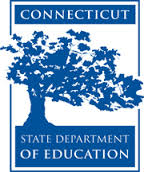 CONNECTICUT
STATE DEPARTMENT
OF EDUCATION